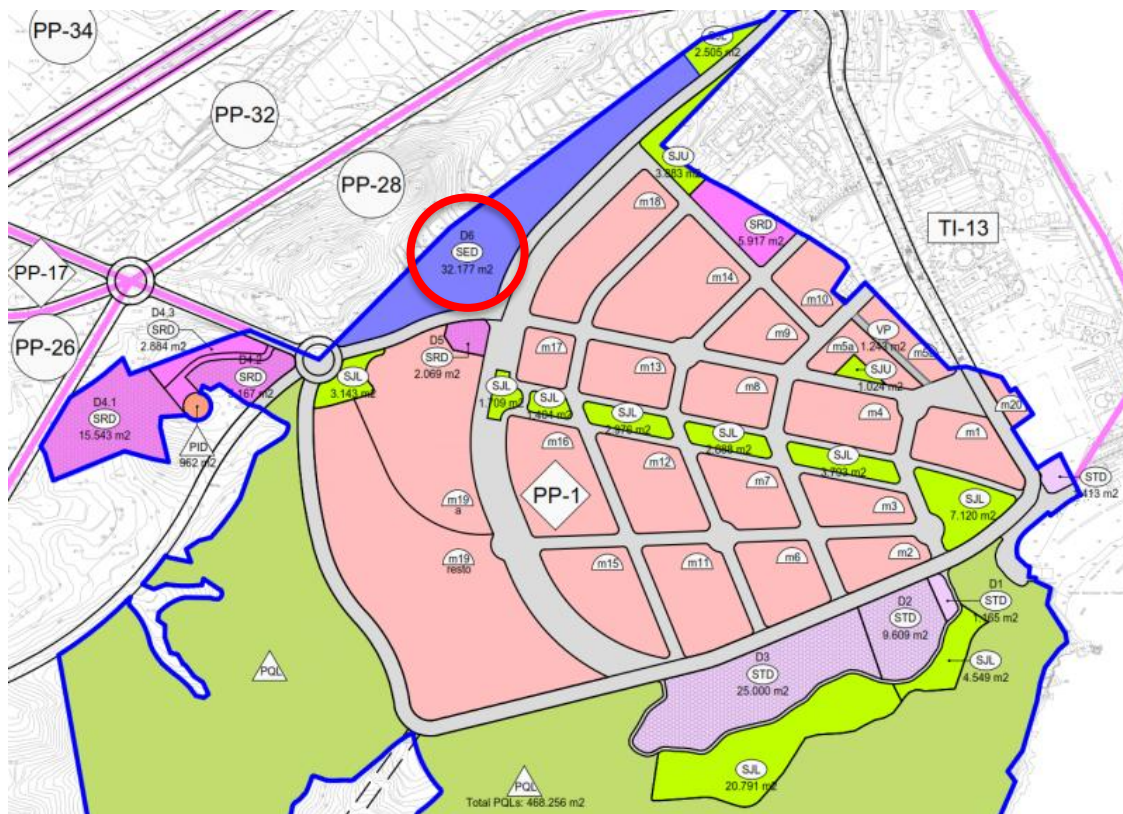 PP-34
SJL
2.505 m2
PP-32
SJU
3.883 m2
PP-28
m18
SRD
5.917 m2
TI-13
D6
SED
32.177 m2
PP-17
m14
m10
D4.3
SRD
2.884 m2
VP
1.243 m2
m9
m5a
PP-26
D5
SRD
2.069 m2
m17
m13
SJU
1.024 m2
D4.2
SRD
SJL
3.143 m2
SJL
1.709 m2
m8
SJL
m20
D4.1
SRD
15.543 m2
SJL
m4
m1
PID
962 m2
m16
SJL
SJL
3.793 m2
m12
m7
STD
m19
a
PP-1
SJL
7.120 m2
m3
m19
resto
m15
m11
m6
m2
D1
STD
1.165 m2
D2
STD
9.609 m2
PQL
D3
STD
25.000 m2
SJL
4.549 m2
SJL
20.791 m2
PQL
Total PQLs: 468.256 m2